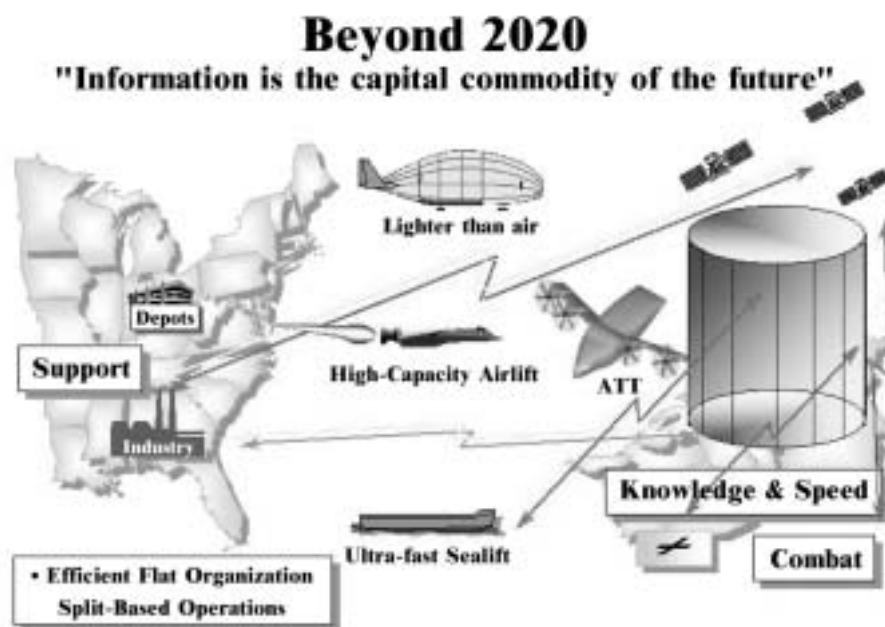 Beyond 2020
"Information is the capital commodity of the future"
Lighter than air
Depots
Support
High-Capacity Airlift
ATT
Industry
Knowledge & Speed
Ultra-fast Sealift
Combat
• Efficient Flat Organization
Split-Based Operations